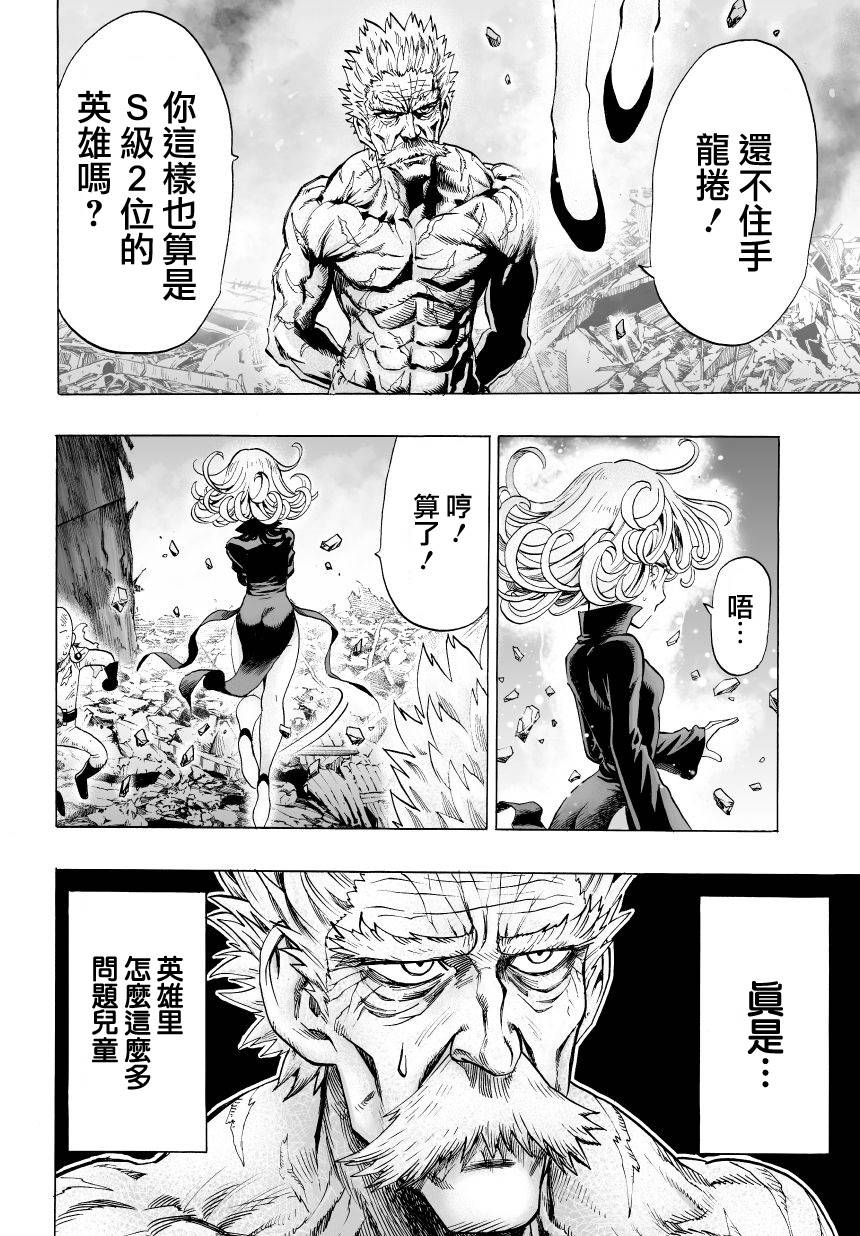 還不住手
龍捲！
你這樣也算是
S級2位的
英雄嗎？
唔…
哼！
算了！
眞是…
英雄里
怎麼這麼多
問題兒童